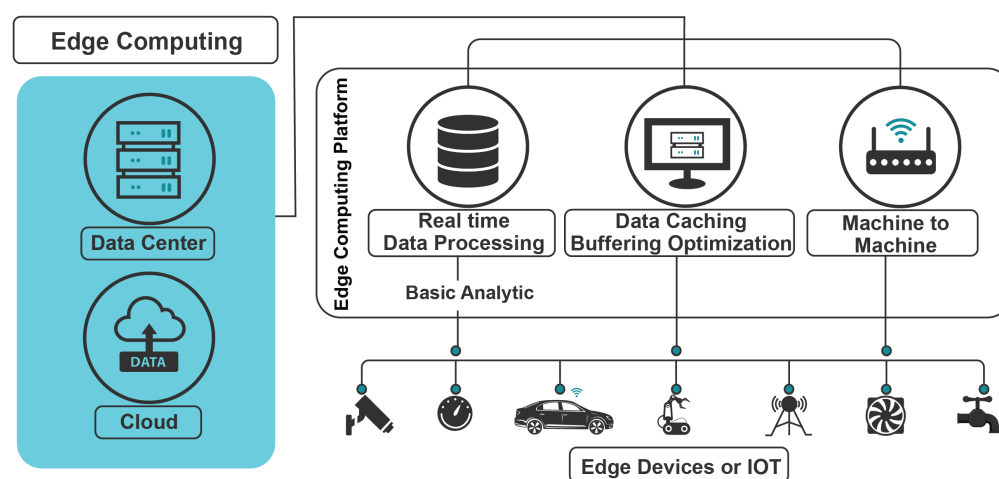 Edge Computing
Data Center
DATA
Cloud
Edge Computing Platform
Real time
Data Processing
Data Caching
Buffering Optimization
Machine to
Machine
Basic Analytic
Edge Devices or IOT